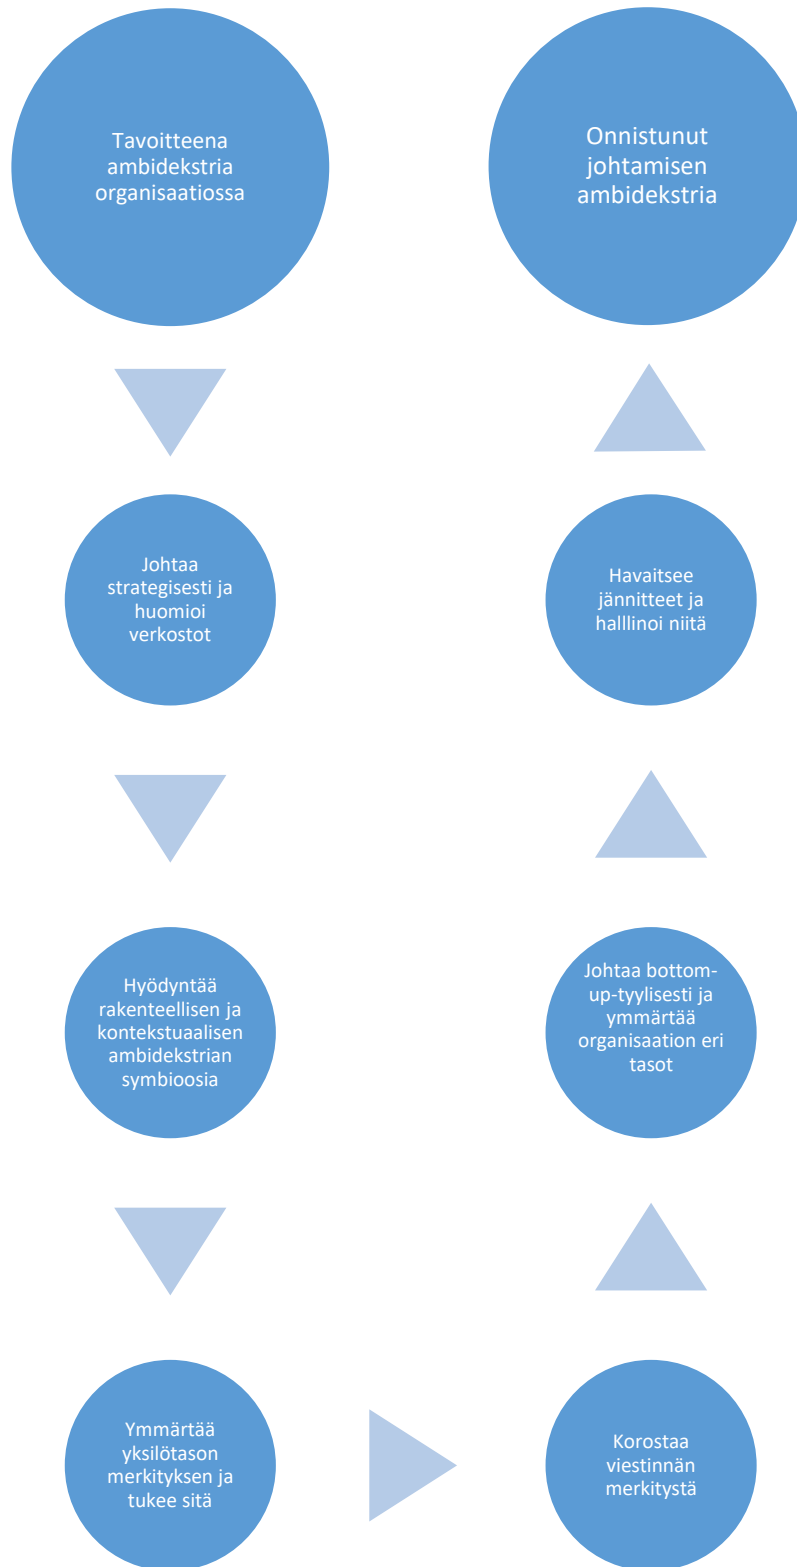 Tavoitteena
ambidekstria
organisaatiossa
Johtaa
strategisesti ja
huomioi
verkostot
Hyödyntää
rakenteellisen ja
kontekstuaalisen
ambidekstrian
symbioosia
Ymmärtää
yksilötason
merkityksen ja
tukee sitä
Korostaa
viestinnän
merkitystä
Johtaa bottom-
up-tyylisesti ja
ymmärtää
organisaation eri
tasot
Havaitsee
jännitteet ja
halllinoi niitä
Onnistunut
johtamisen
ambidekstria